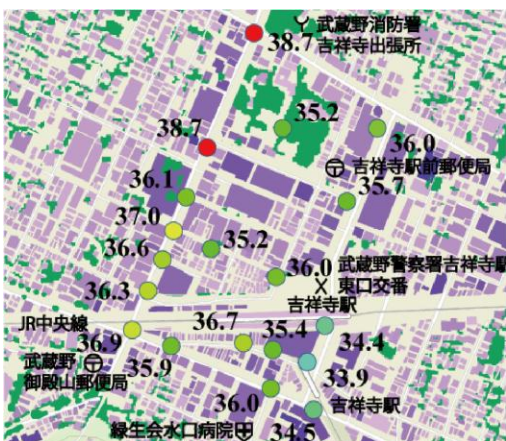 武蔵野消防署
吉祥寺出張所
38.7
35.2
36.0
38.7
吉祥寺駅前郵便局
36.1
35.7
37.0
36.6
35.2
36.0
武蔵野警察署吉祥寺駅
東口交番
36.3
吉祥寺駅
JR中央線
36.9
36.7
35.4
34.4
武蔵野
御殿山郵便局
35.9
33.9
36.0
吉祥寺駅
緑生会水口病院
34.5